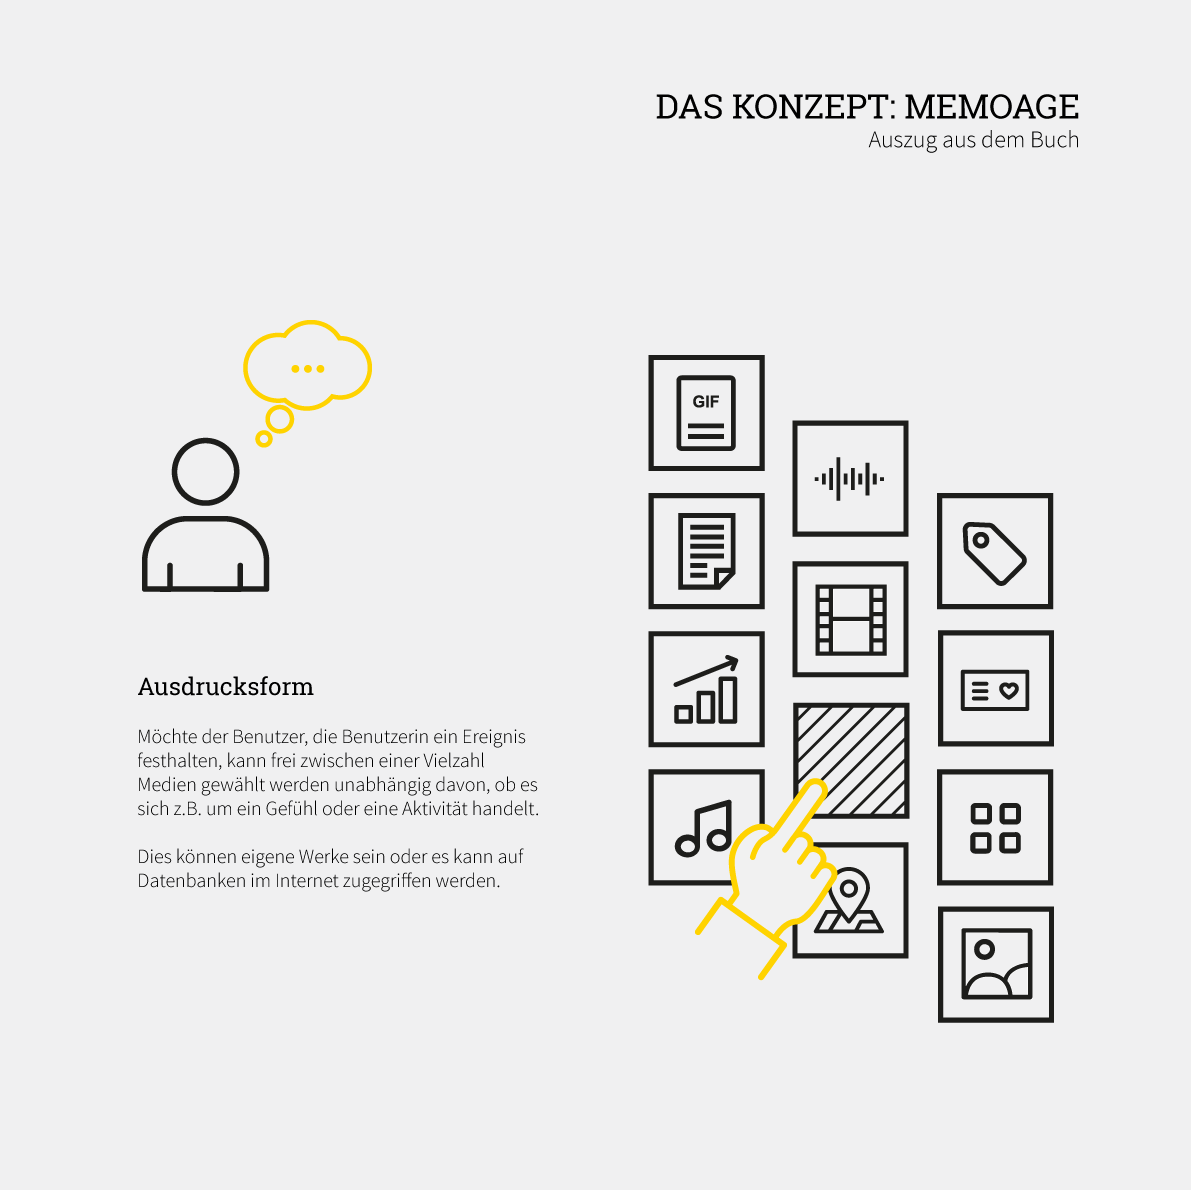 DAS KONZEPT: MEMOAGE
Auszug aus dem Buch
GIF
Ausdrucksform
Möchte der Benutzer, die Benutzerin ein Ereignis
festhalten, kann frei zwischen einer Vielzahl
Medien gewählt werden unabhängig davon, ob es
sich z.B. um ein Gefühl oder eine Aktivität handelt.
Dies können eigene Werke sein oder es kann auf
Datenbanken im Internet zugegriffen werden.